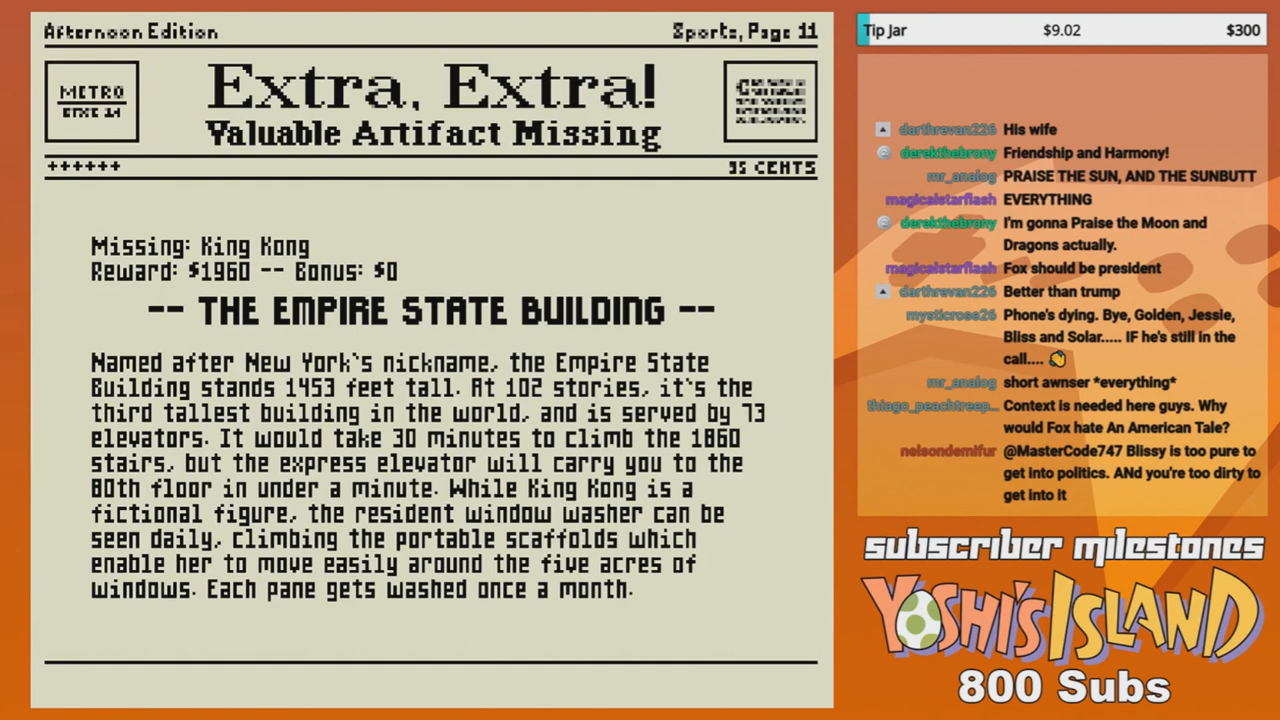 Afternoon Edition
Sports, Page 11
METRO
Extra, Extra!
Valuable Artifact Missing
++++++
35 CENTS
Missing: King Kong
Reward: $1960 -- Bonus: $0
-- THE EMPIRE STATE BUILDING --
Named after New York's nickname, the Empire State
Building stands 1453 feet tall. At 102 stories, it's the
third tallest building in the world, and is served by 73
elevators. It would take 30 minutes to climb the 1860
stairs, but the express elevator will carry you to the
80th floor in under a minute. While King Kong is a
fictional figure, the resident window washer can be
seen daily, climbing the portable scaffolds which
enable her to move easily around the five acres of
windows. Each pane gets washed once a month.
Tip Jar $9.02 $300
darthrevan226 His wife
derekthebrony Friendship and Harmony!
mr_analog PRAISE THE SUN, AND THE SUNBUTT
magicalstarflash EVERYTHING
derekthebrony I'm gonna Praise the Moon and
Dragons actually.
magicalstarflash Fox should be president
darthrevan226 Better than trump
mysticrose26 Phone's dying. Bye, Golden, Jessie,
Bliss and Solar..... IF he's still in the
call....
mr_analog short awnser *everything*
thiago_peachtreep... Context is needed here guys. Why
would Fox hate An American Tale?
nelsondemifur @MasterCode747 Blissy is too pure to
get into politics. ANd you're too dirty to
get into it
subscriber milestones
YOSHI'S ISLAND
800 Subs